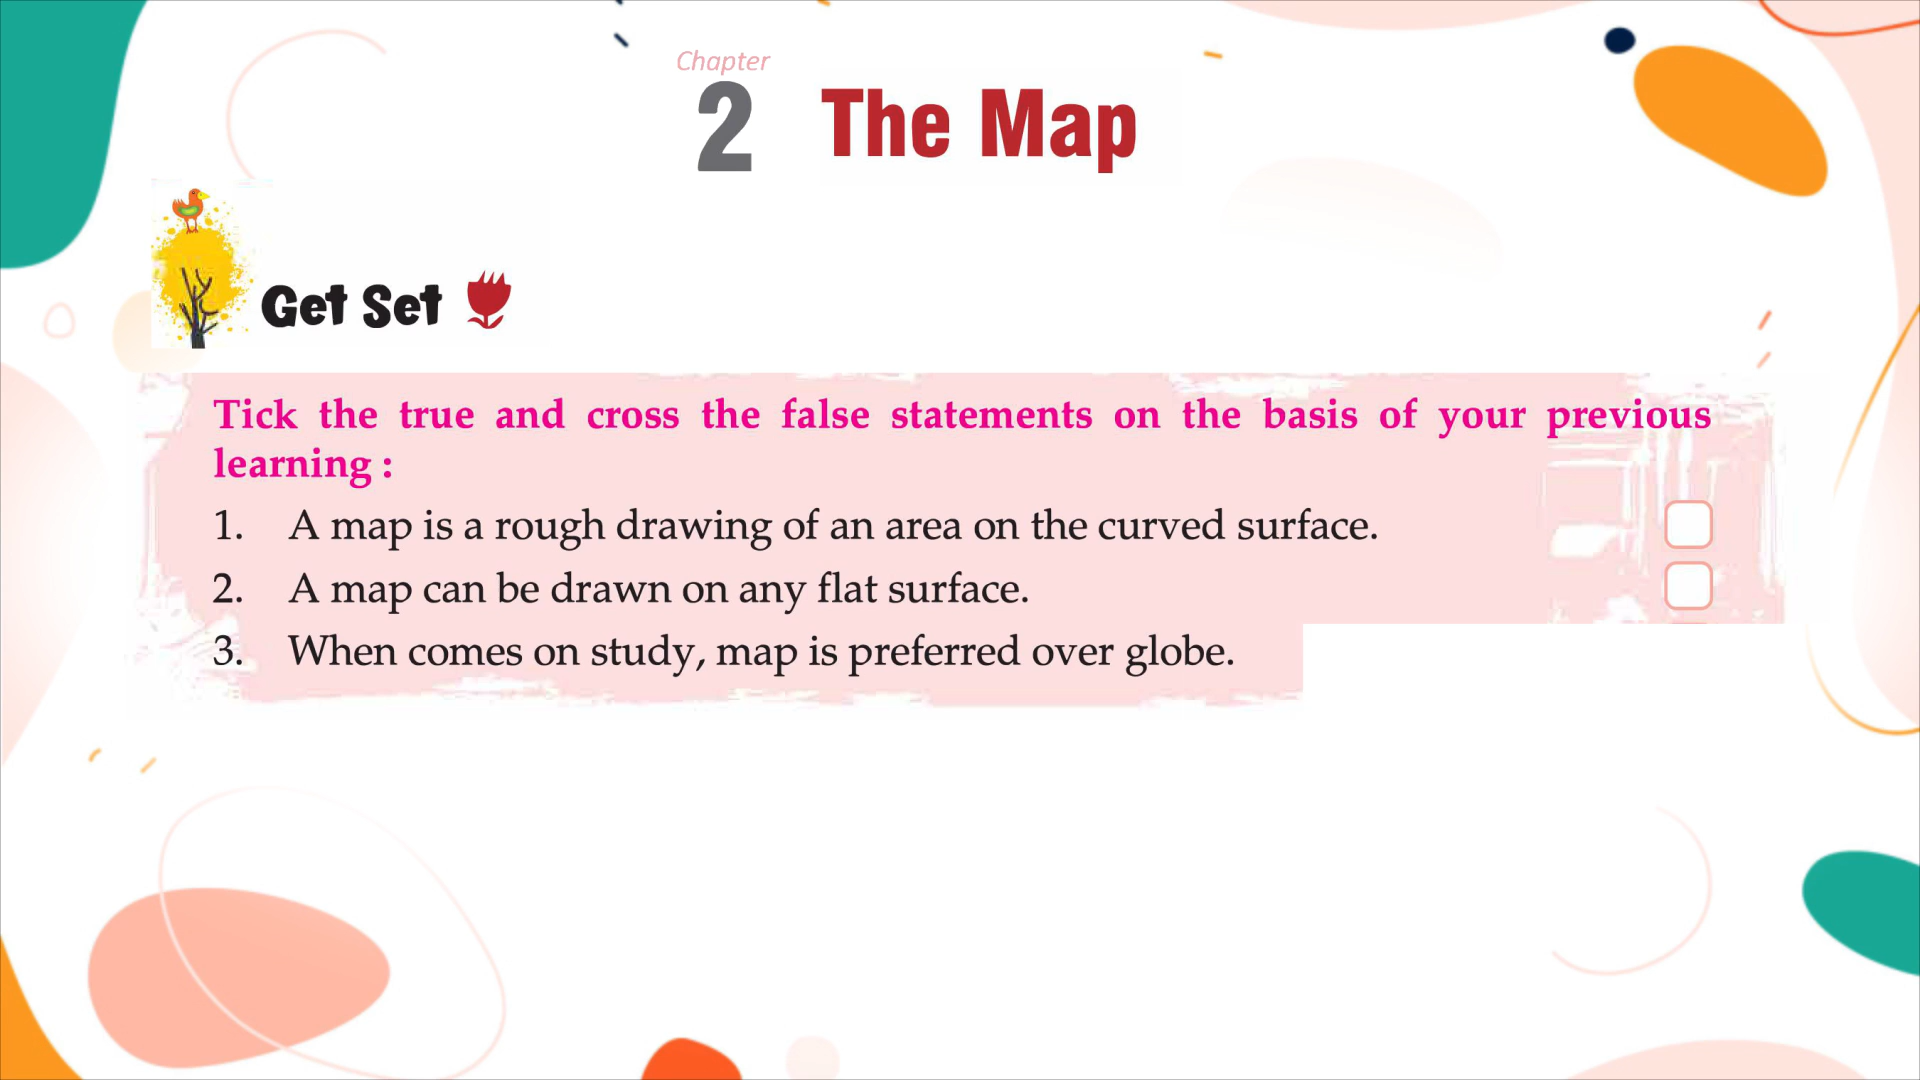 Chapter
2 The Map
Get Set
Tick the true and cross the false statements on the basis of your previous
learning :
1. A map is a rough drawing of an area on the curved surface.
2. A map can be drawn on any flat surface.
3. When comes on study, map is preferred over globe.